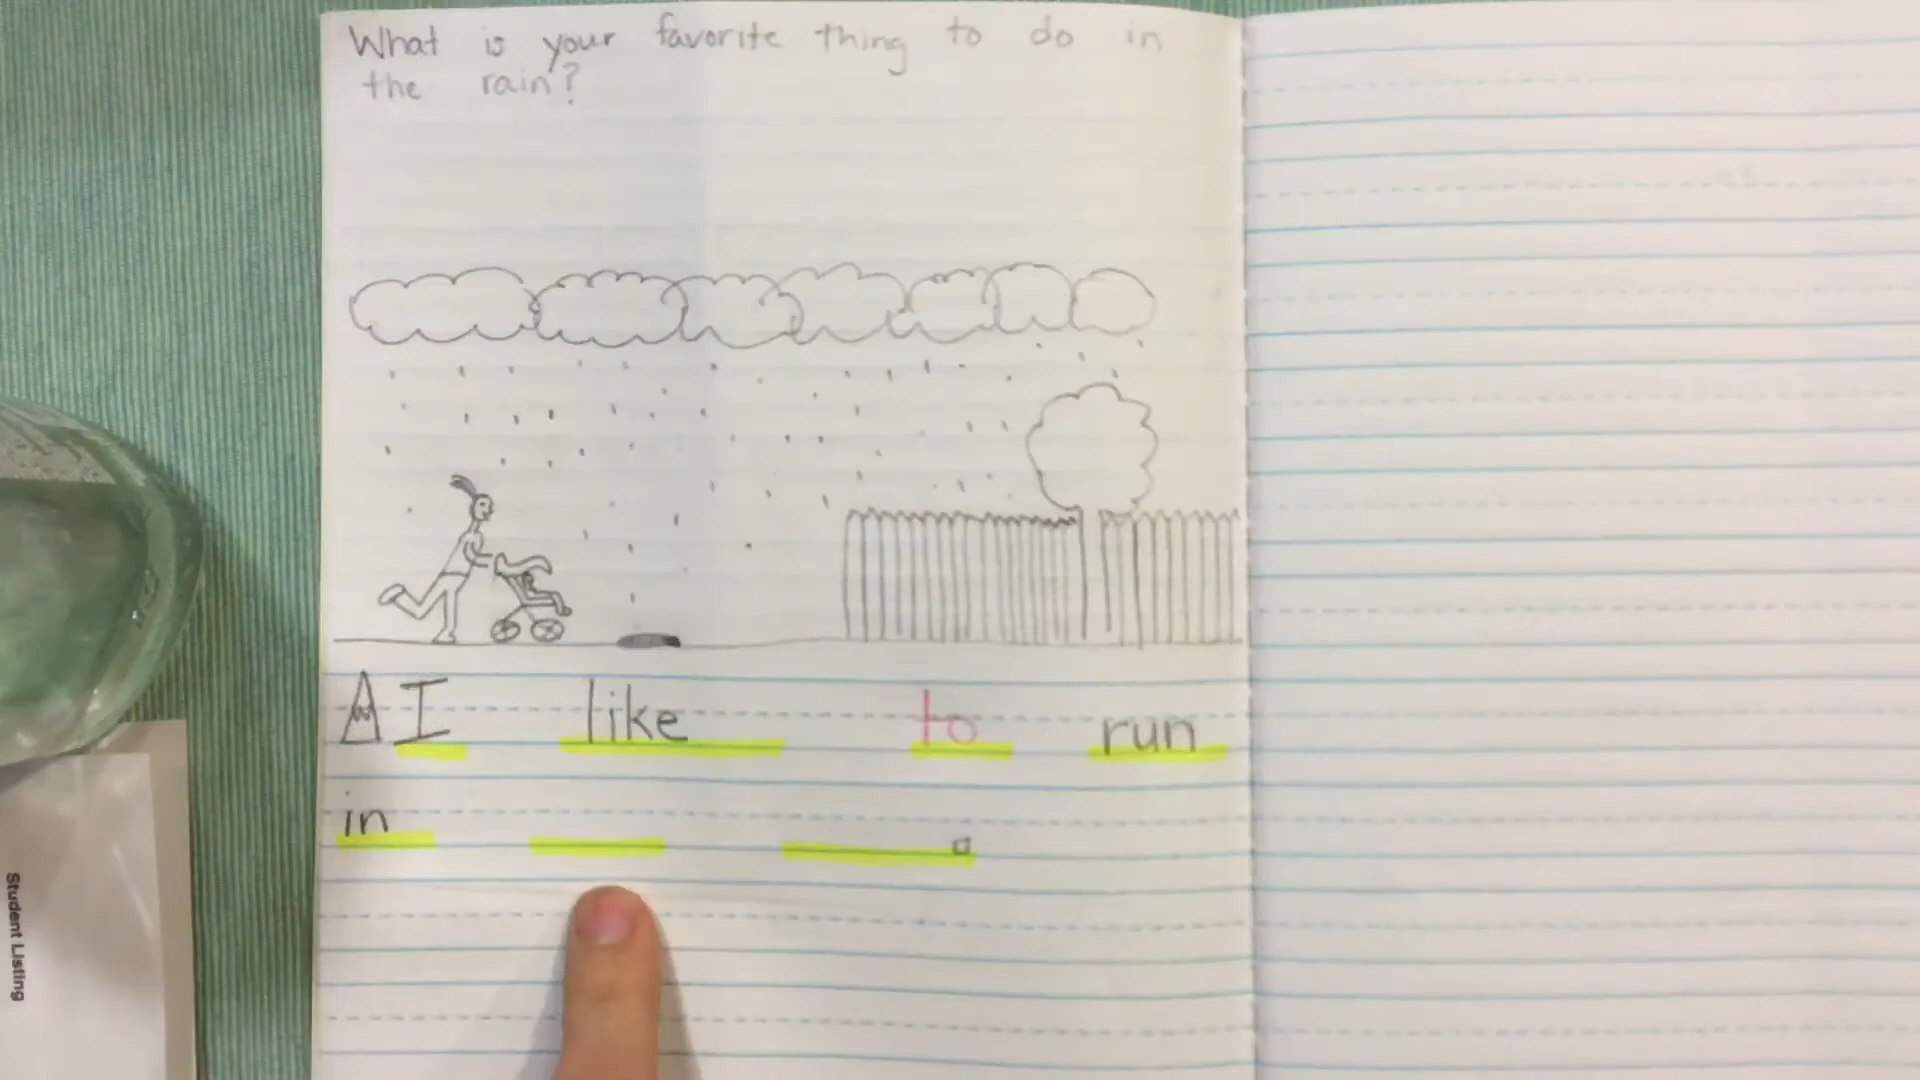 What is your favorite thing to do in
the rain?
I like to run
in .
Student Listing